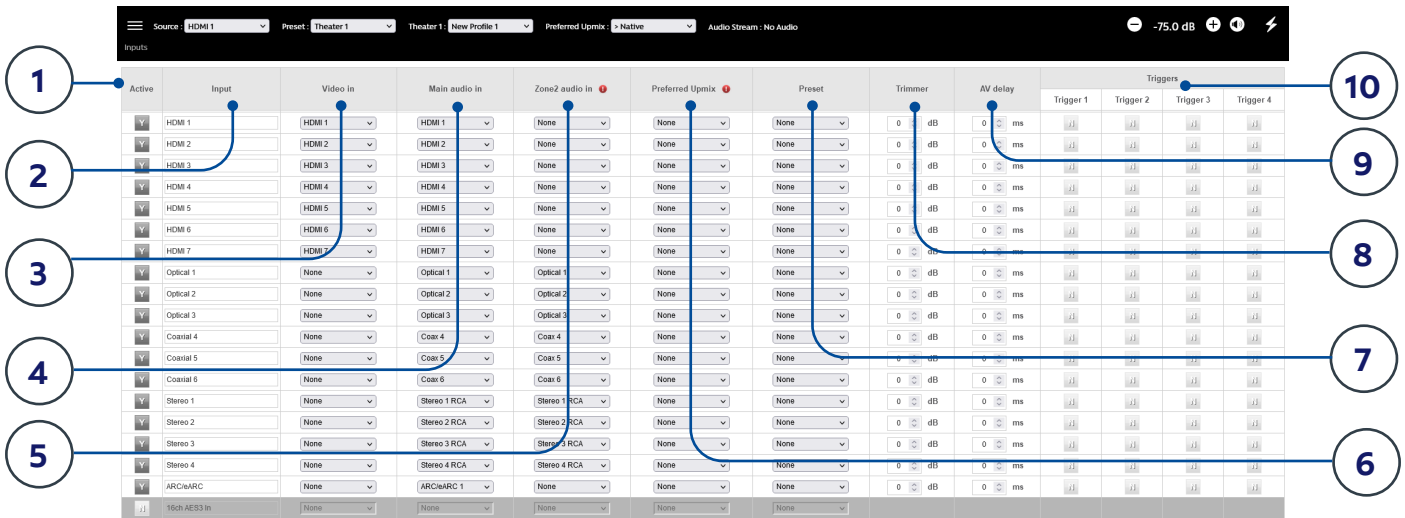 Source : HDMI 1 Preset : Theater 1 Theater 1 : New Profile 1 Preferred Upmix : > Native Audio Stream : No Audio -75.0 dB
Inputs
Active Input Video in Main audio in Zone2 audio in Preferred Upmix Preset Trimmer AV delay Triggers
Trigger 1 Trigger 2 Trigger 3 Trigger 4
Y HDMI 1 HDMI 1 HDMI 1 None None None 0 dB 0 ms N N N N
Y HDMI 2 HDMI 2 HDMI 2 None None None 0 dB 0 ms N N N N
Y HDMI 3 HDMI 3 HDMI 3 None None None 0 dB 0 ms N N N N
Y HDMI 4 HDMI 4 HDMI 4 None None None 0 dB 0 ms N N N N
Y HDMI 5 HDMI 5 HDMI 5 None None None 0 dB 0 ms N N N N
Y HDMI 6 HDMI 6 HDMI 6 None None None 0 dB 0 ms N N N N
Y HDMI 7 HDMI 7 HDMI 7 None None None 0 dB 0 ms N N N N
Y Optical 1 None Optical 1 Optical 1 None None 0 dB 0 ms N N N N
Y Optical 2 None Optical 2 Optical 2 None None 0 dB 0 ms N N N N
Y Optical 3 None Optical 3 Optical 3 None None 0 dB 0 ms N N N N
Y Coaxial 4 None Coax 4 Coax 4 None None 0 dB 0 ms N N N N
Y Coaxial 5 None Coax 5 Coax 5 None None 0 dB 0 ms N N N N
Y Coaxial 6 None Coax 6 Coax 6 None None 0 dB 0 ms N N N N
Y Stereo 1 None Stereo 1 RCA Stereo 1 RCA None None 0 dB 0 ms N N N N
Y Stereo 2 None Stereo 2 RCA Stereo 2 RCA None None 0 dB 0 ms N N N N
Y Stereo 3 None Stereo 3 RCA Stereo 3 RCA None None 0 dB 0 ms N N N N
Y Stereo 4 None Stereo 4 RCA Stereo 4 RCA None None 0 dB 0 ms N N N N
Y ARC/eARC None ARC/eARC 1 None None None 0 dB 0 ms N N N N
N 16ch AES3 In None None None None None
1
2
3
4
5
6
7
8
9
10